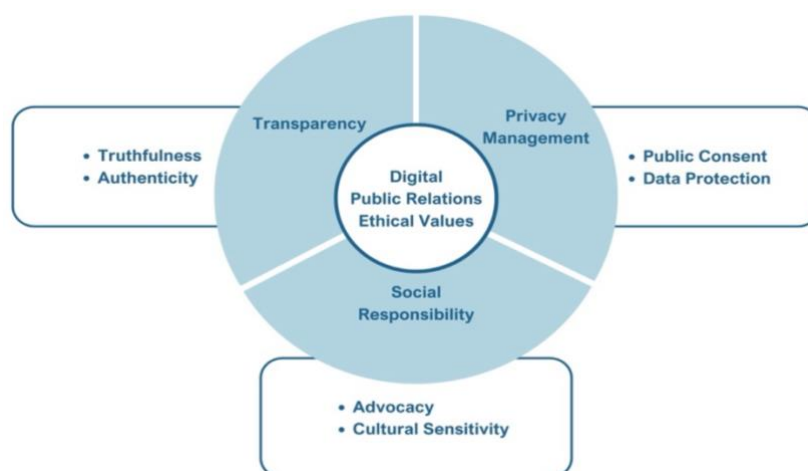 Transparency
• Truthfulness
• Authenticity
Privacy
Management
• Public Consent
• Data Protection
Digital
Public Relations
Ethical Values
Social
Responsibility
• Advocacy
• Cultural Sensitivity